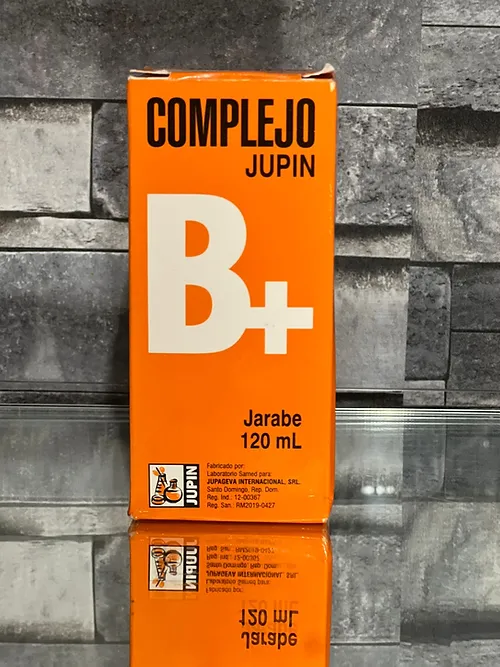 COMPLEJO
JUPIN
B+
Jarabe
120 mL
JUPIN
Fabricado por:
Laboratorio Samed para:
JUPAGEVA INTERNACIONAL, SRL.
Santo Domingo, Rep. Dom.
Reg. Ind.: 12-00367
Reg. San.: RM2019-0427